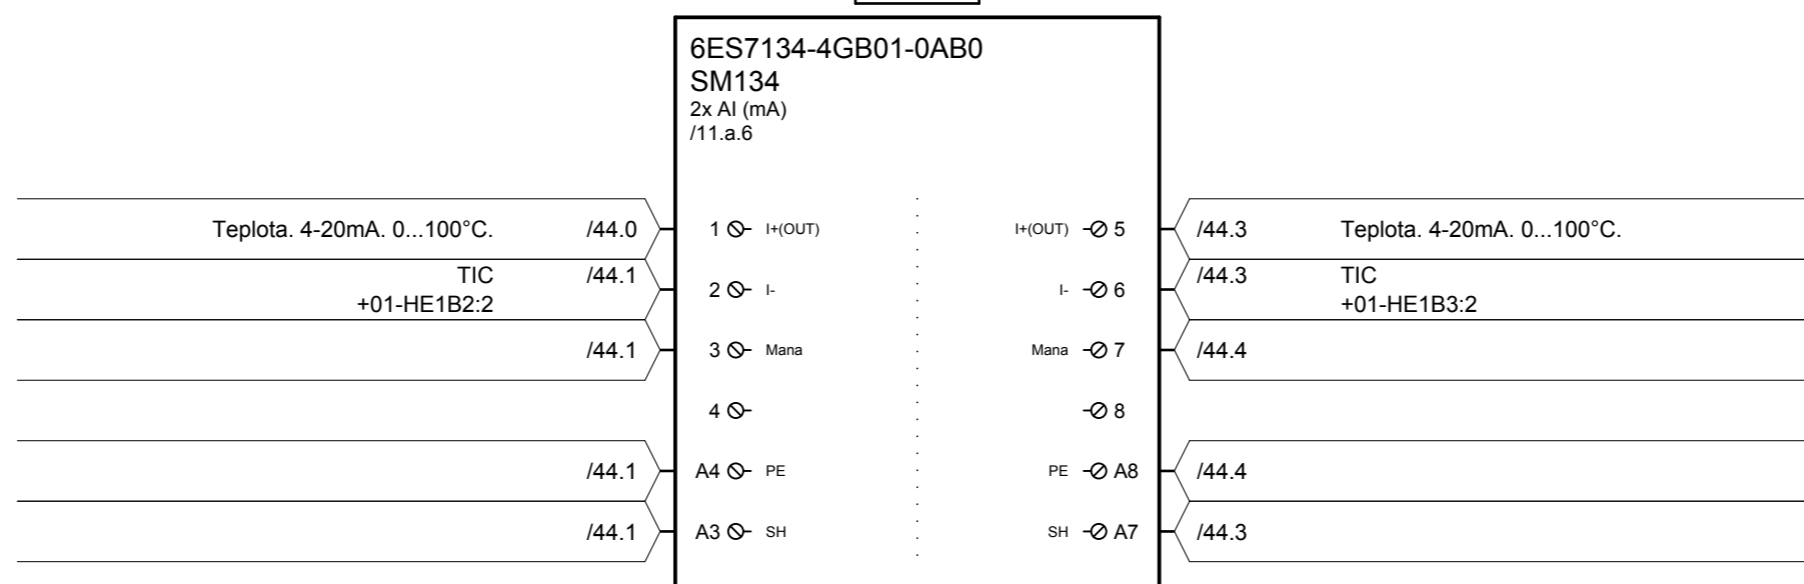 6ES7134-4GB01-0AB0
SM134
2x AI (mA)
/11.a.6
Teplota. 4-20mA. 0...100°C. /44.0 1 I+(OUT) I+(OUT) 5 /44.3 Teplota. 4-20mA. 0...100°C.
TIC /44.1 2 I- I- 6 /44.3 TIC
+01-HE1B2:2 +01-HE1B3:2
/44.1 3 Mana Mana 7 /44.4
4 8
/44.1 A4 PE PE A8 /44.4
/44.1 A3 SH SH A7 /44.3